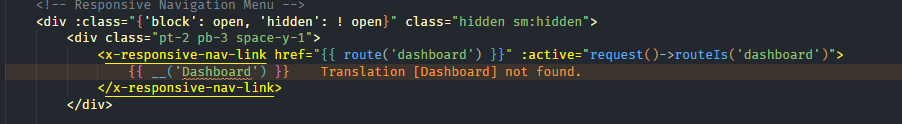 <!-- Responsive Navigation Menu -->
<div :class="{'block': open, 'hidden': ! open}" class="hidden sm:hidden">
<div class="pt-2 pb-3 space-y-1">
<x-responsive-nav-link href="{{ route('dashboard') }}" :active="request()->routeIs('dashboard')">
{{ __('Dashboard') }} Translation [Dashboard] not found.
</x-responsive-nav-link>
</div>